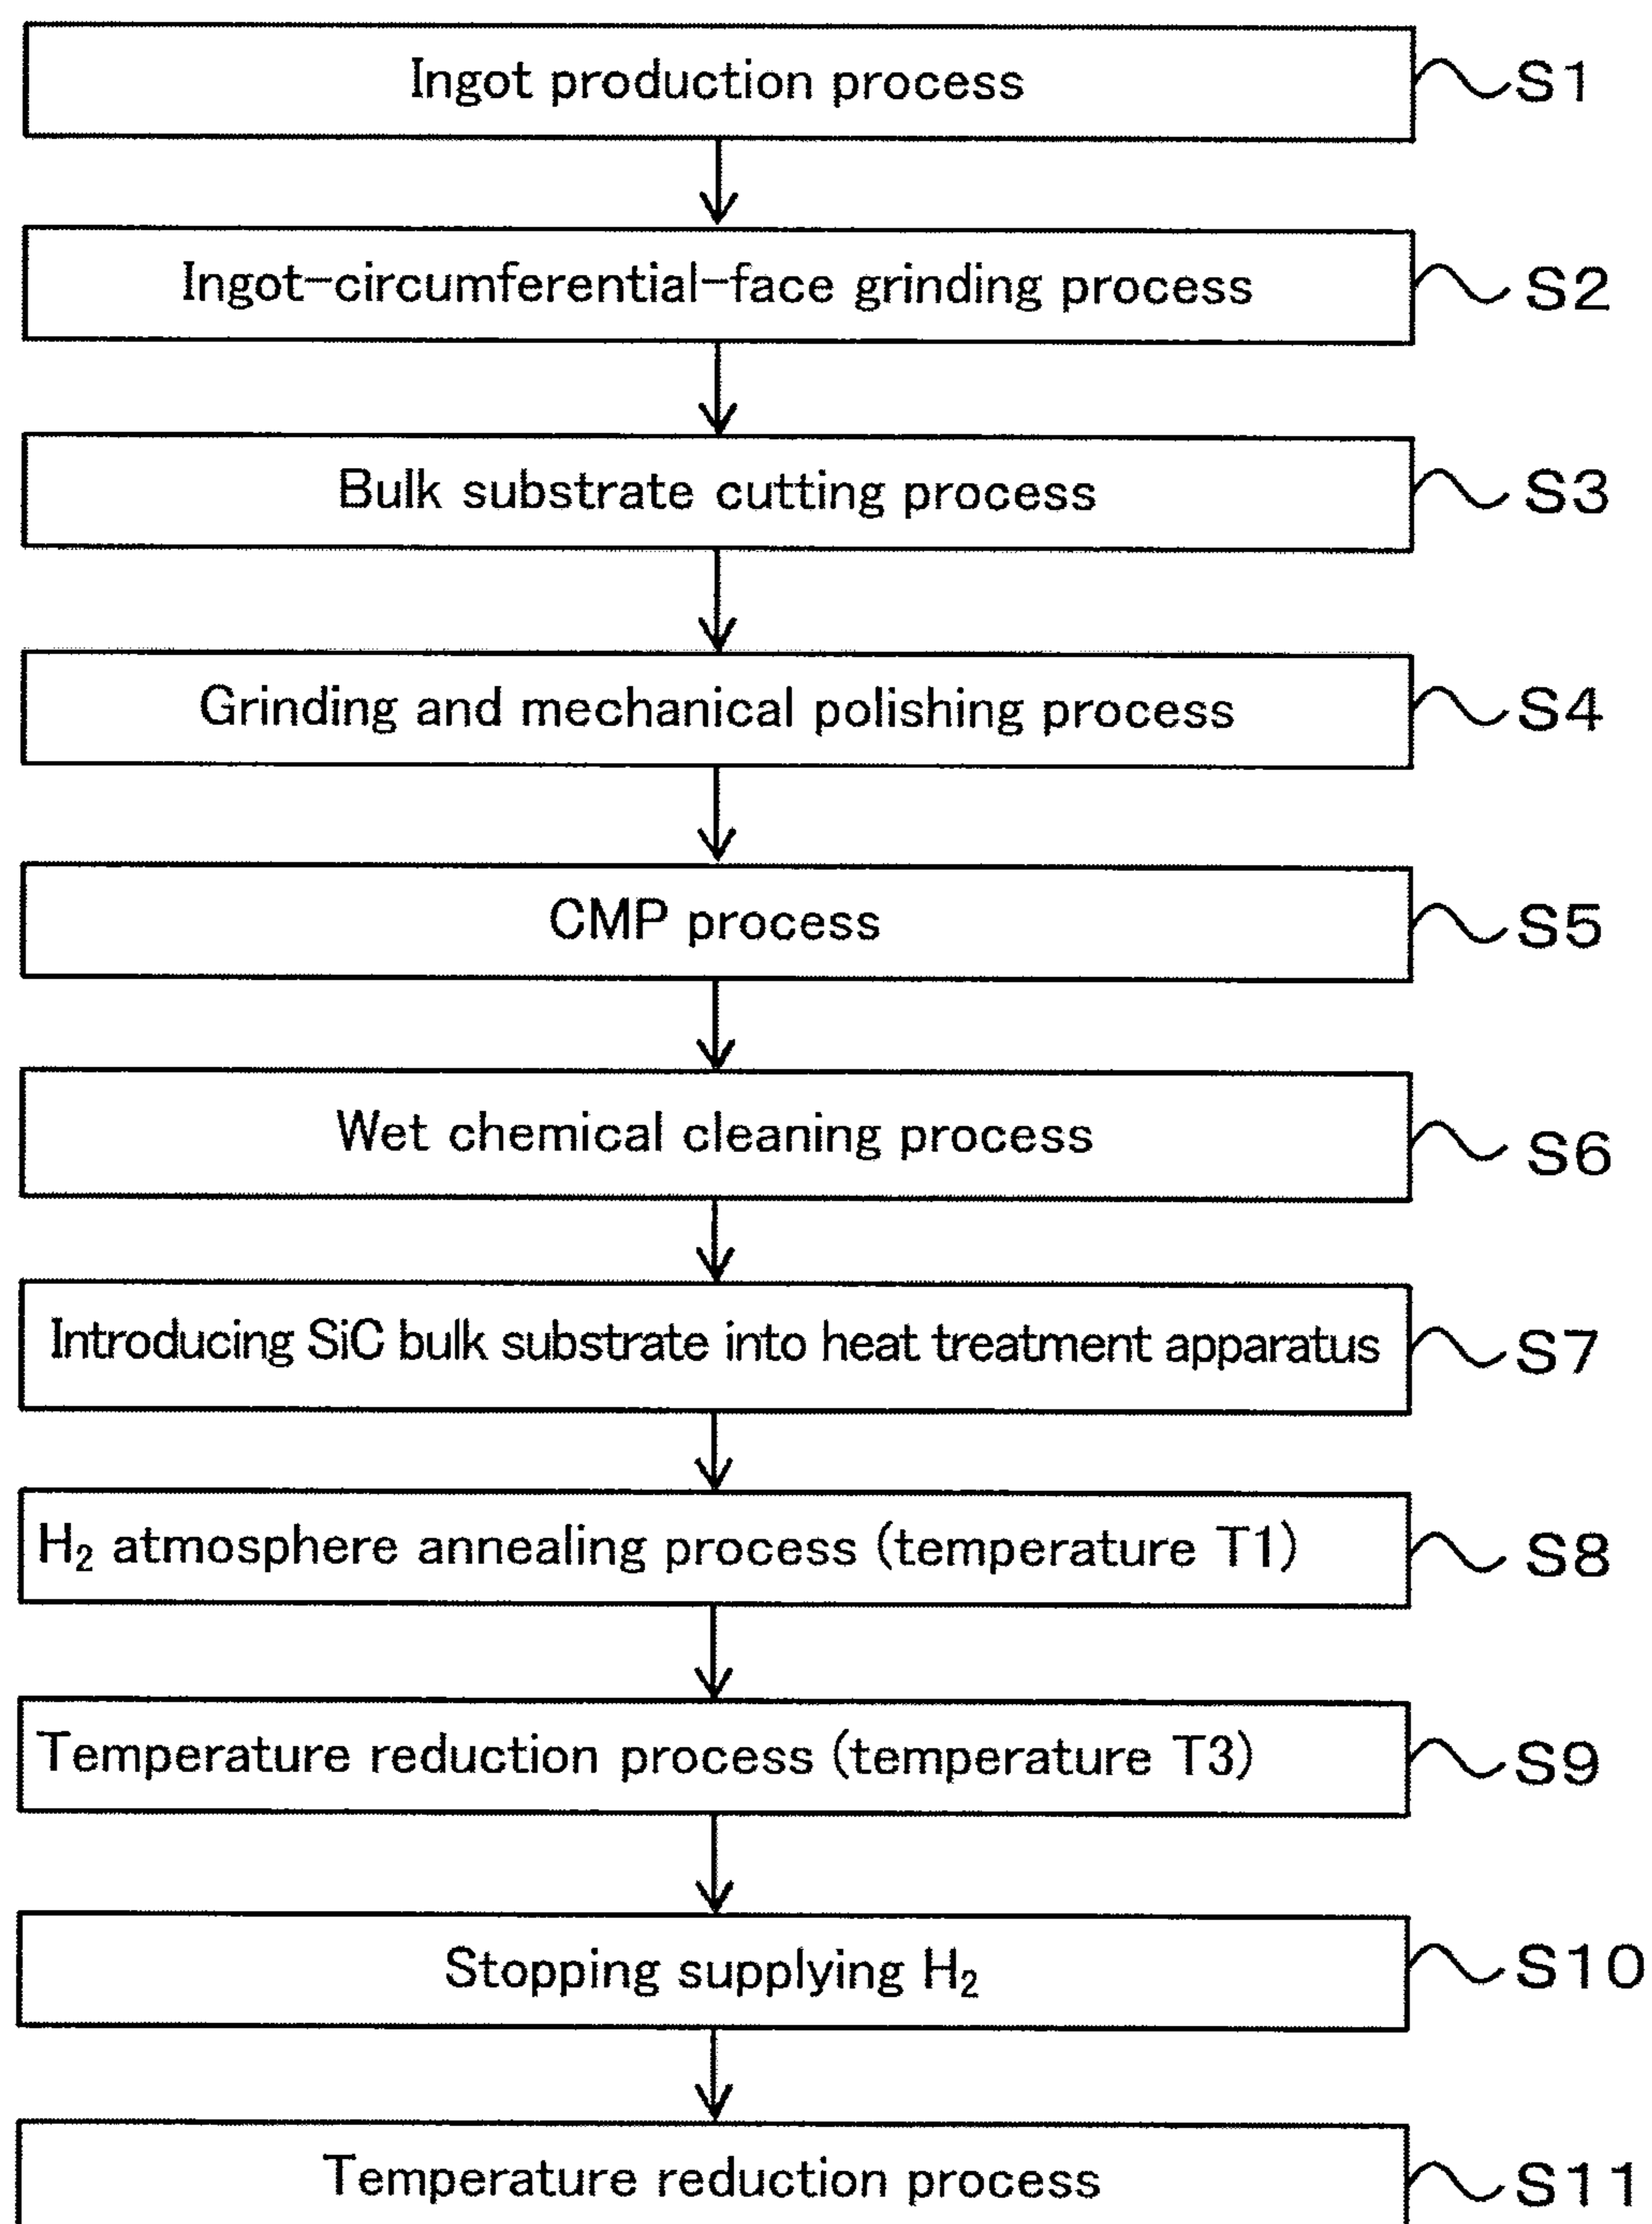 Ingot production process S1
Ingot-circumferential-face grinding process S2
Bulk substrate cutting process S3
Grinding and mechanical polishing process S4
CMP process S5
Wet chemical cleaning process S6
Introducing SiC bulk substrate into heat treatment apparatus S7
H₂ atmosphere annealing process (temperature T1) S8
Temperature reduction process (temperature T3) S9
Stopping supplying H₂ S10
Temperature reduction process S11